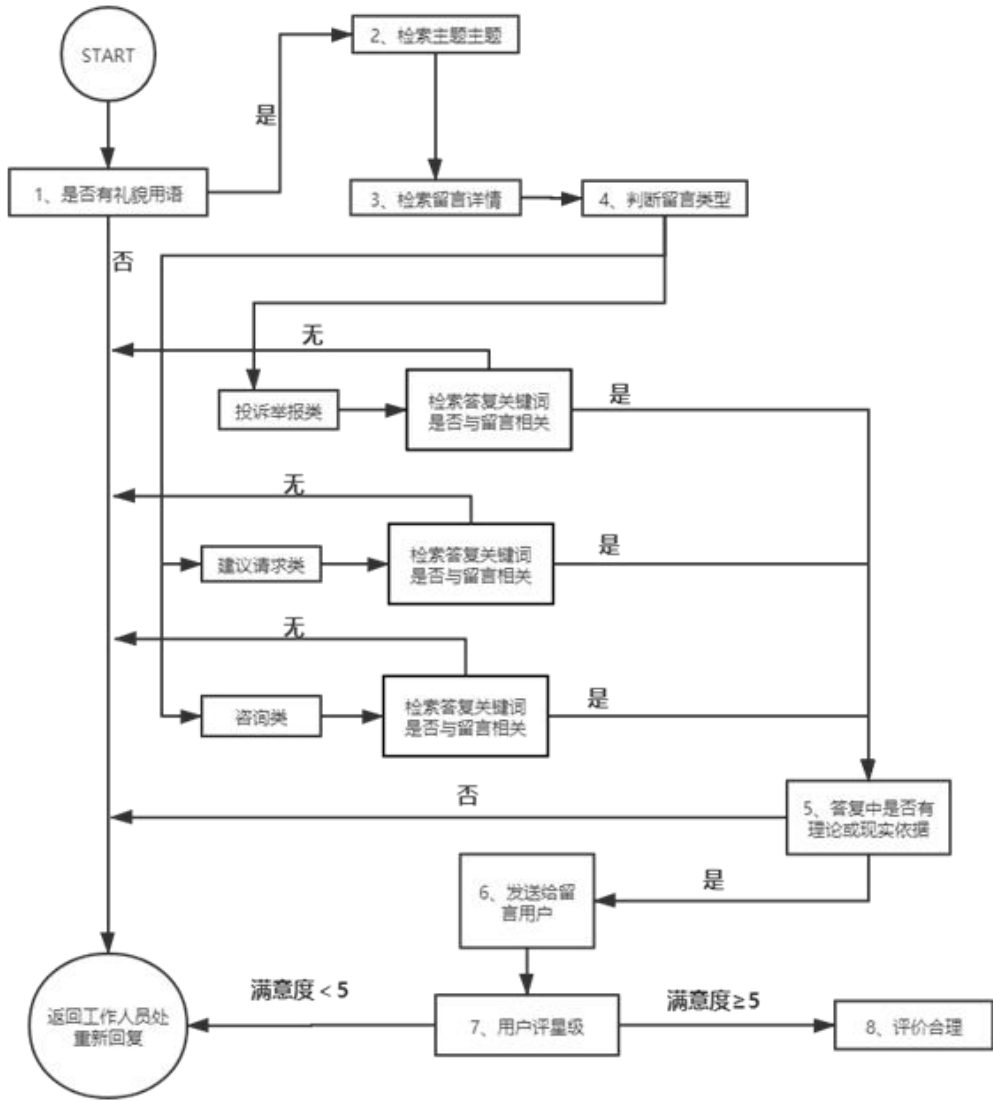 START
2、检索主题主题
是
1、是否有礼貌用语
3、检索留言详情
4、判断留言类型
否
无
投诉举报类
检索答复关键词
是否与留言相关
是
无
建议请求类
检索答复关键词
是否与留言相关
是
无
咨询类
检索答复关键词
是否与留言相关
是
否
5、答复中是否有
理论或现实依据
是
6、发送给留
言用户
满意度<5
满意度≥5
返回工作人员处
重新回复
7、用户评星级
8、评价合理